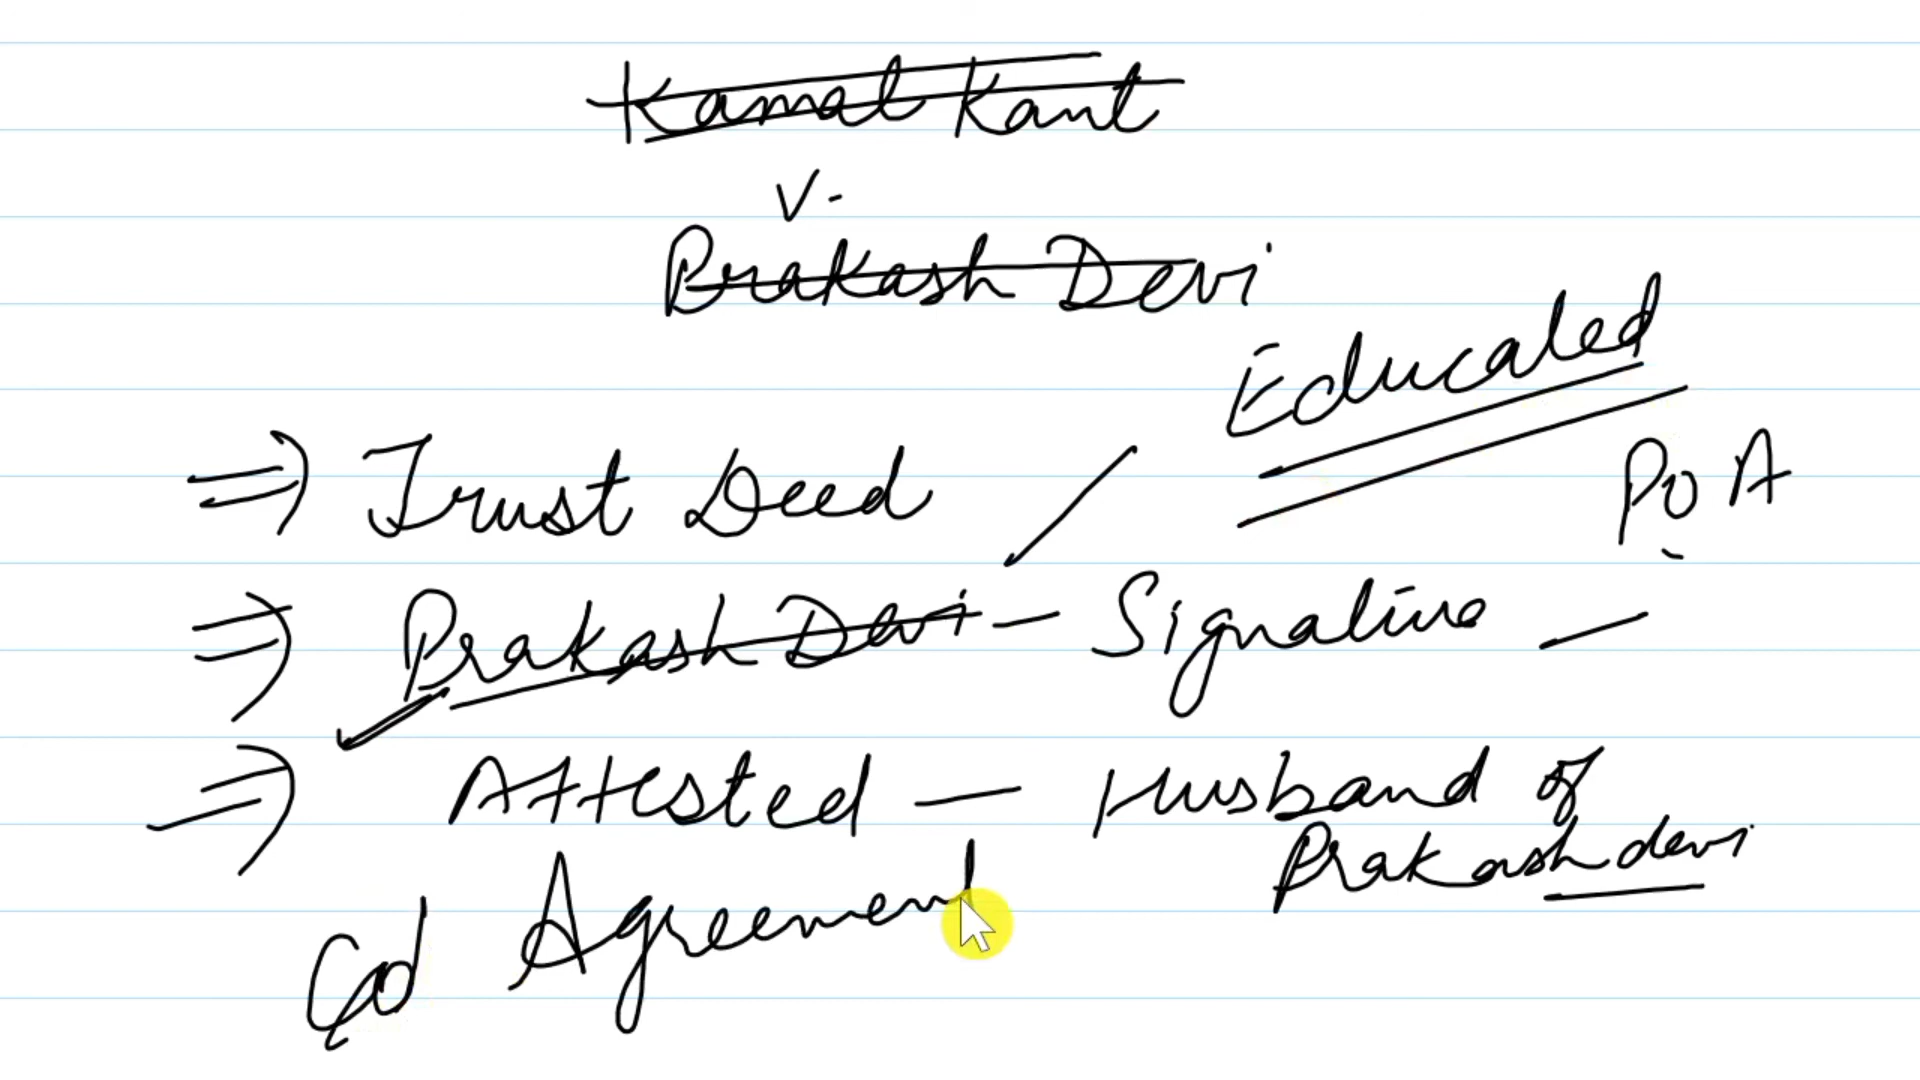 Kamal Kant
V.
Prakash Devi
Educated
⇒ Trust Deed
PoA
⇒ Prakash Devi - Signature -
⇒ Attested - Husband of
Prakash devi
Agreement